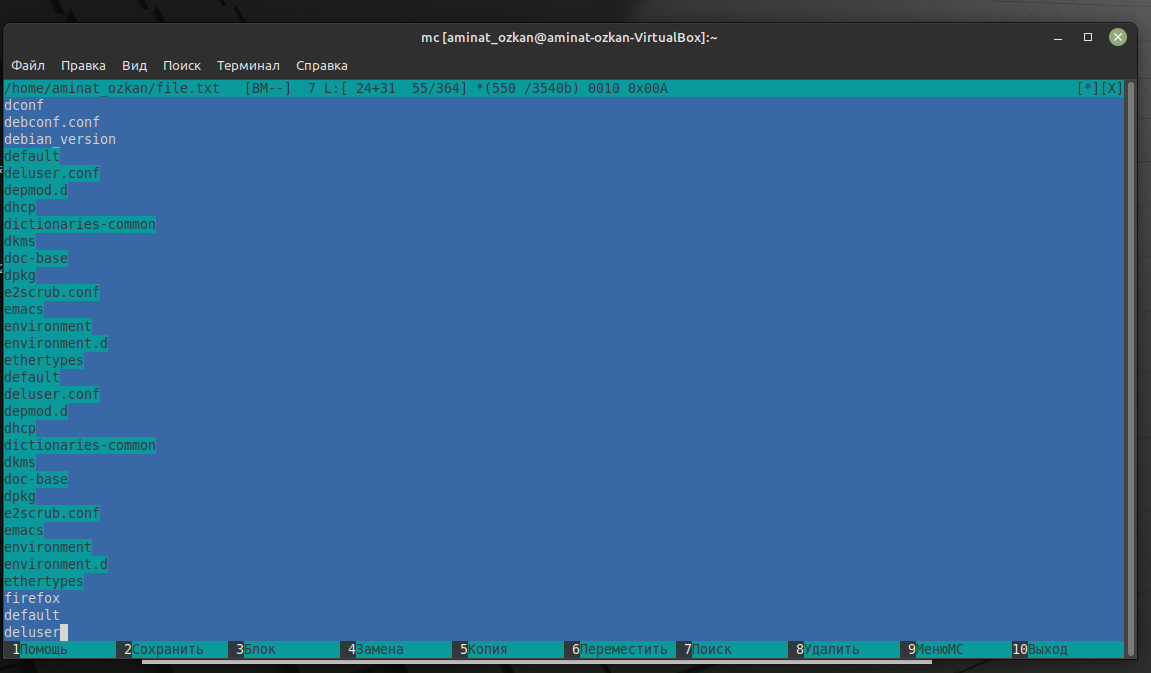 mc [aminat_ozkan@aminat-ozkan-VirtualBox]:~
Файл Правка Вид Поиск Терминал Справка
/home/aminat_ozkan/file.txt [BM--] 7 L:[ 24+31 55/364] *(550 /3540b) 0010 0x00A [*][X]
dconf
debconf.conf
debian_version
default
deluser.conf
depmod.d
dhcp
dictionaries-common
dkms
doc-base
dpkg
e2scrub.conf
emacs
environment
environment.d
ethertypes
default
deluser.conf
depmod.d
dhcp
dictionaries-common
dkms
doc-base
dpkg
e2scrub.conf
emacs
environment
environment.d
ethertypes
firefox
default
deluser
1Помощь 2Сохранить 3Блок 4Замена 5Копия 6Переместить 7Поиск 8Удалить 9МенюMC 10Выход